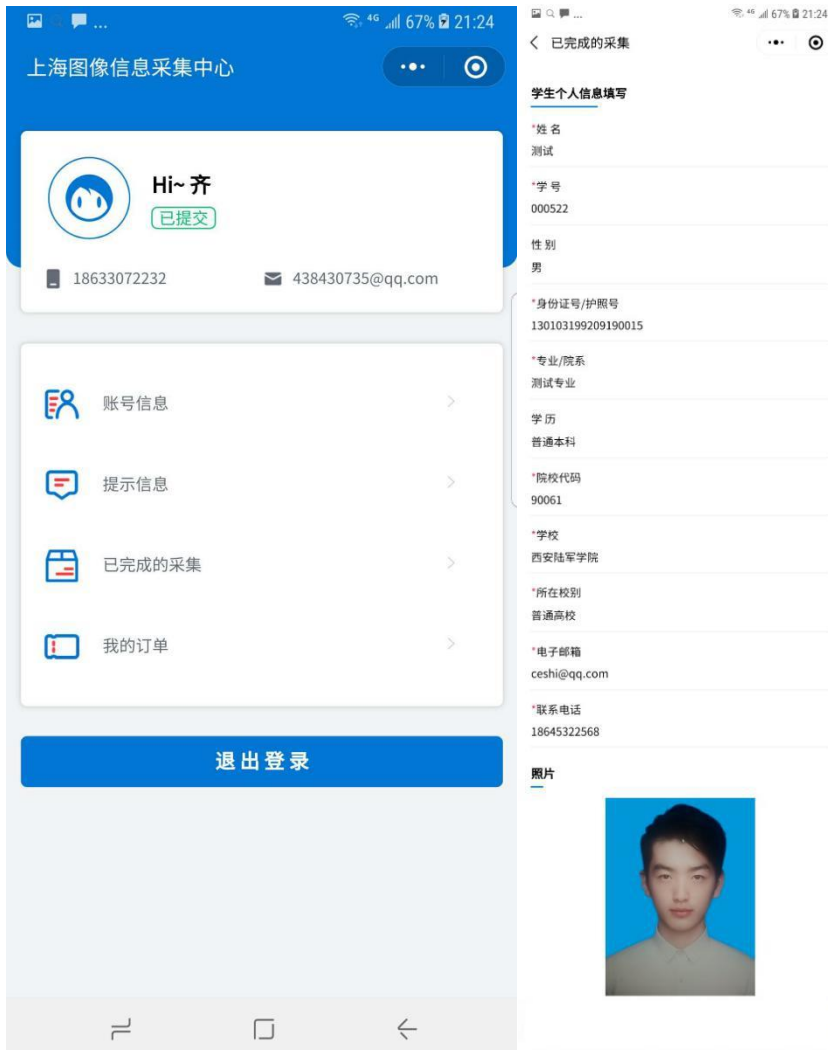 ... 4G 67% 21:24
上海图像信息采集中心
Hi~ 齐
已提交
18633072232
438430735@qq.com
账号信息
提示信息
已完成的采集
我的订单
退出登录
... 4G 67% 21:24
已完成的采集
学生个人信息填写
*姓 名
测试
*学 号
000522
性 别
男
*身份证号/护照号
130103199209190015
*专业/院系
测试专业
学 历
普通本科
*院校代码
90061
*学校
西安陆军学院
*所在校别
普通高校
*电子邮箱
ceshi@qq.com
*联系电话
18645322568
照片